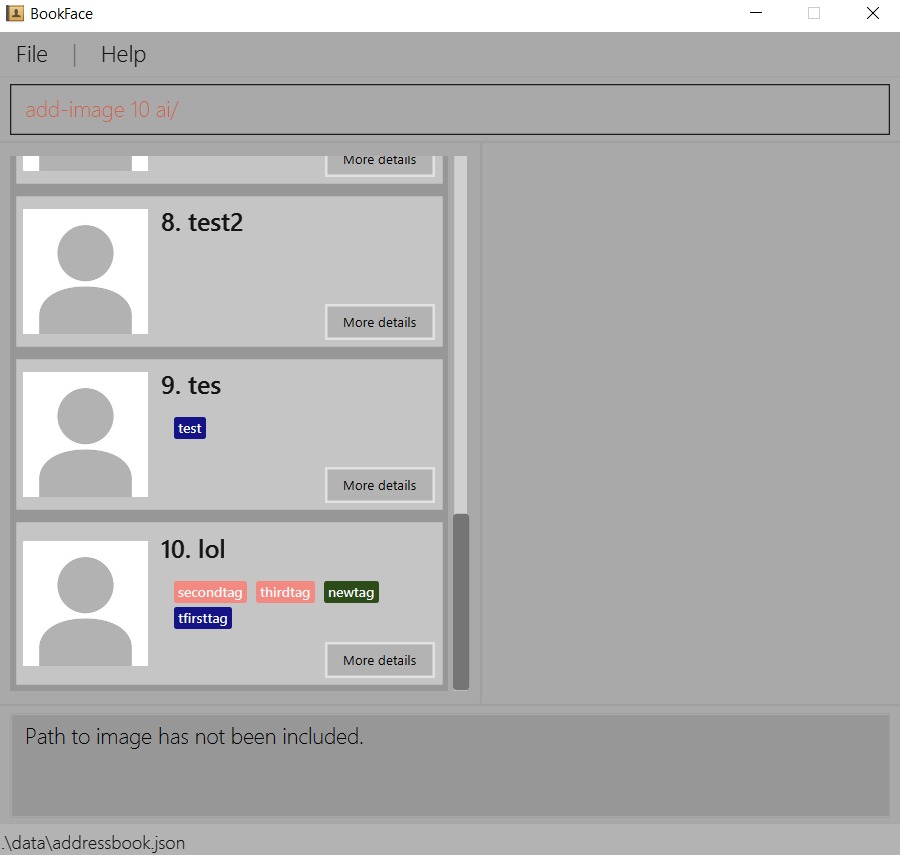 BookFace
File | Help
add-image 10 ai/
More details
8. test2
More details
9. tes
test
More details
10. lol
secondtag thirdtag newtag
tfirsttag
More details
Path to image has not been included.
.\data\addressbook.json